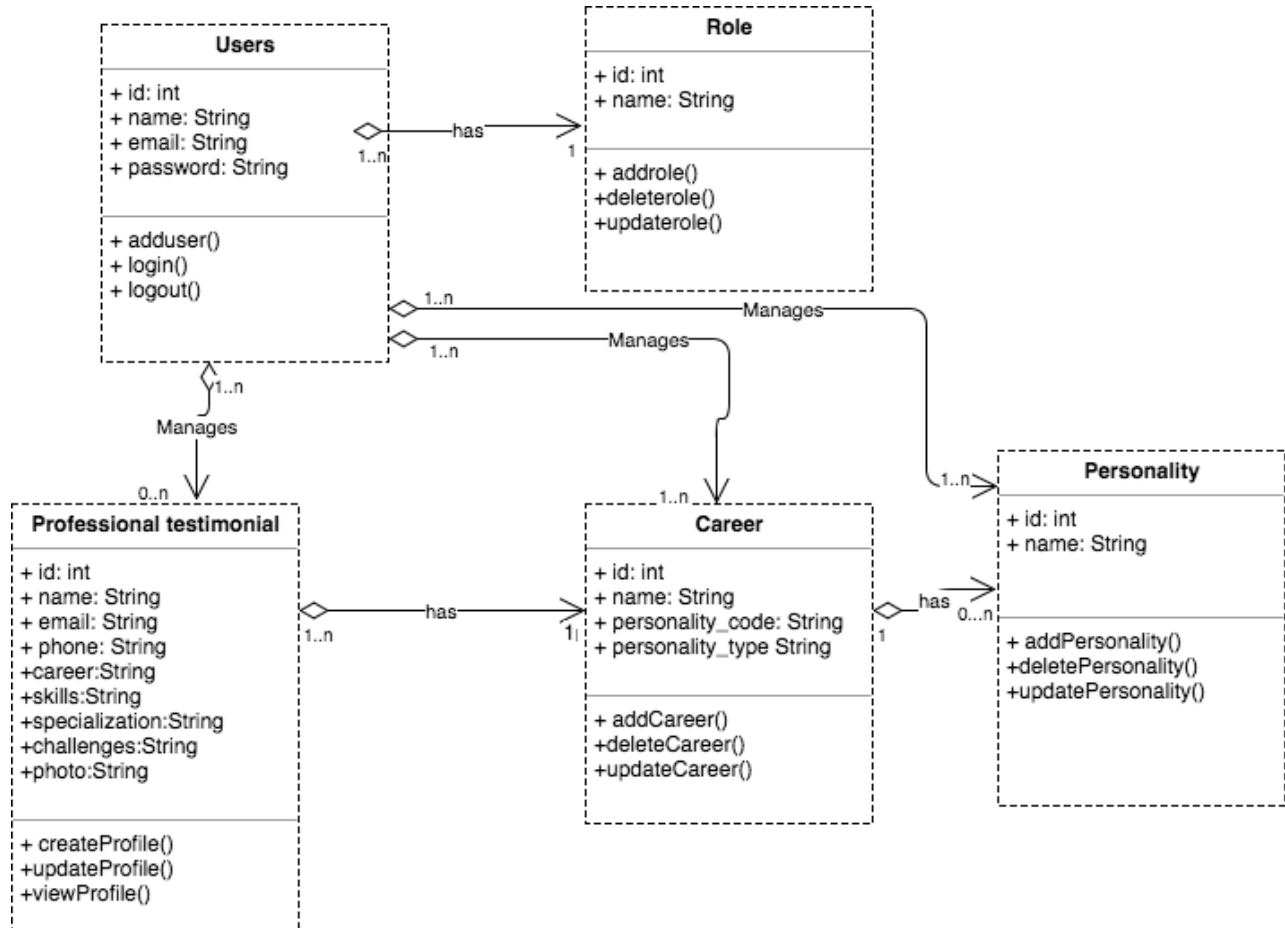 Users
+ id: int
+ name: String
+ email: String
+ password: String
+ adduser()
+ login()
+ logout()
1..n
has
1
Role
+ id: int
+ name: String
+ addrole()
+deleterole()
+updaterole()
1..n
Manages
1..n
1..n
Manages
1..n
1..n
Manages
0..n
Professional testimonial
+ id: int
+ name: String
+ email: String
+ phone: String
+career:String
+skills:String
+specialization:String
+challenges:String
+photo:String
+ createProfile()
+updateProfile()
+viewProfile()
1..n
has
1
Career
+ id: int
+ name: String
+ personality_code: String
+ personality_type String
+ addCareer()
+deleteCareer()
+updateCareer()
1
has
0...n
Personality
+ id: int
+ name: String
+ addPersonality()
+deletePersonality()
+updatePersonality()